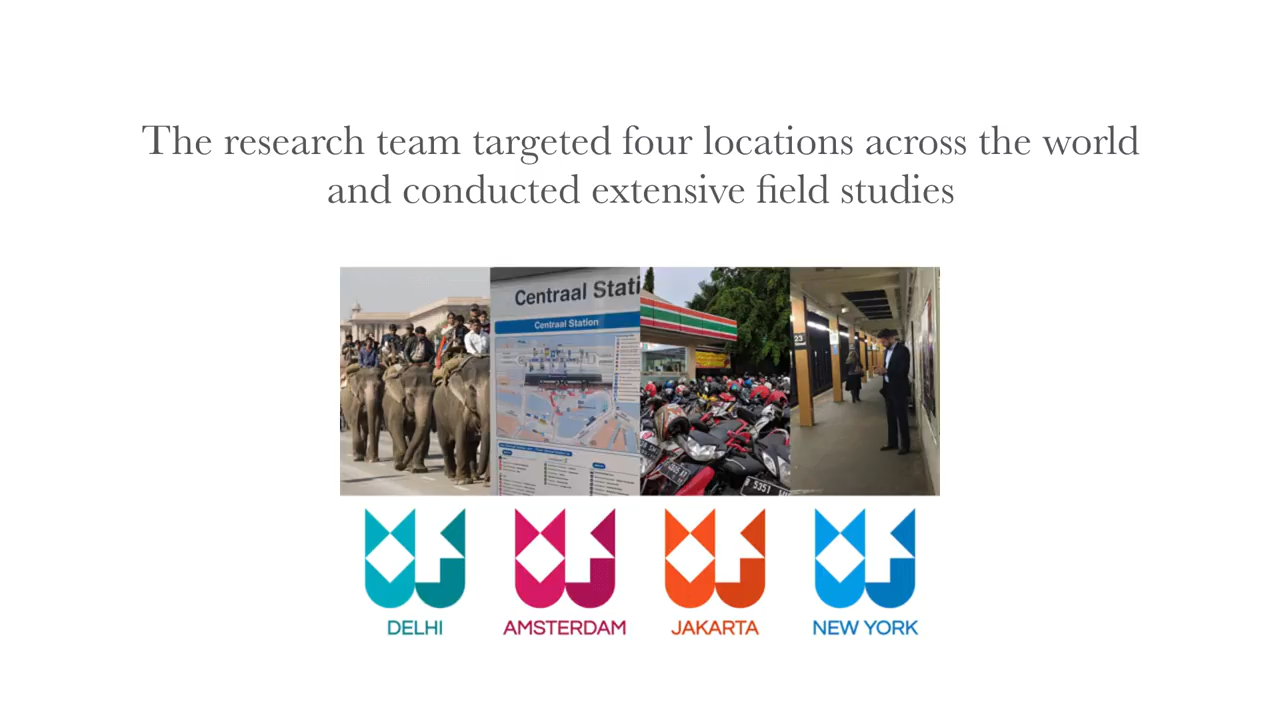 The research team targeted four locations across the world
and conducted extensive field studies
Centraal Stati
Centraal Station
23
B 5351
DELHI
AMSTERDAM
JAKARTA
NEW YORK